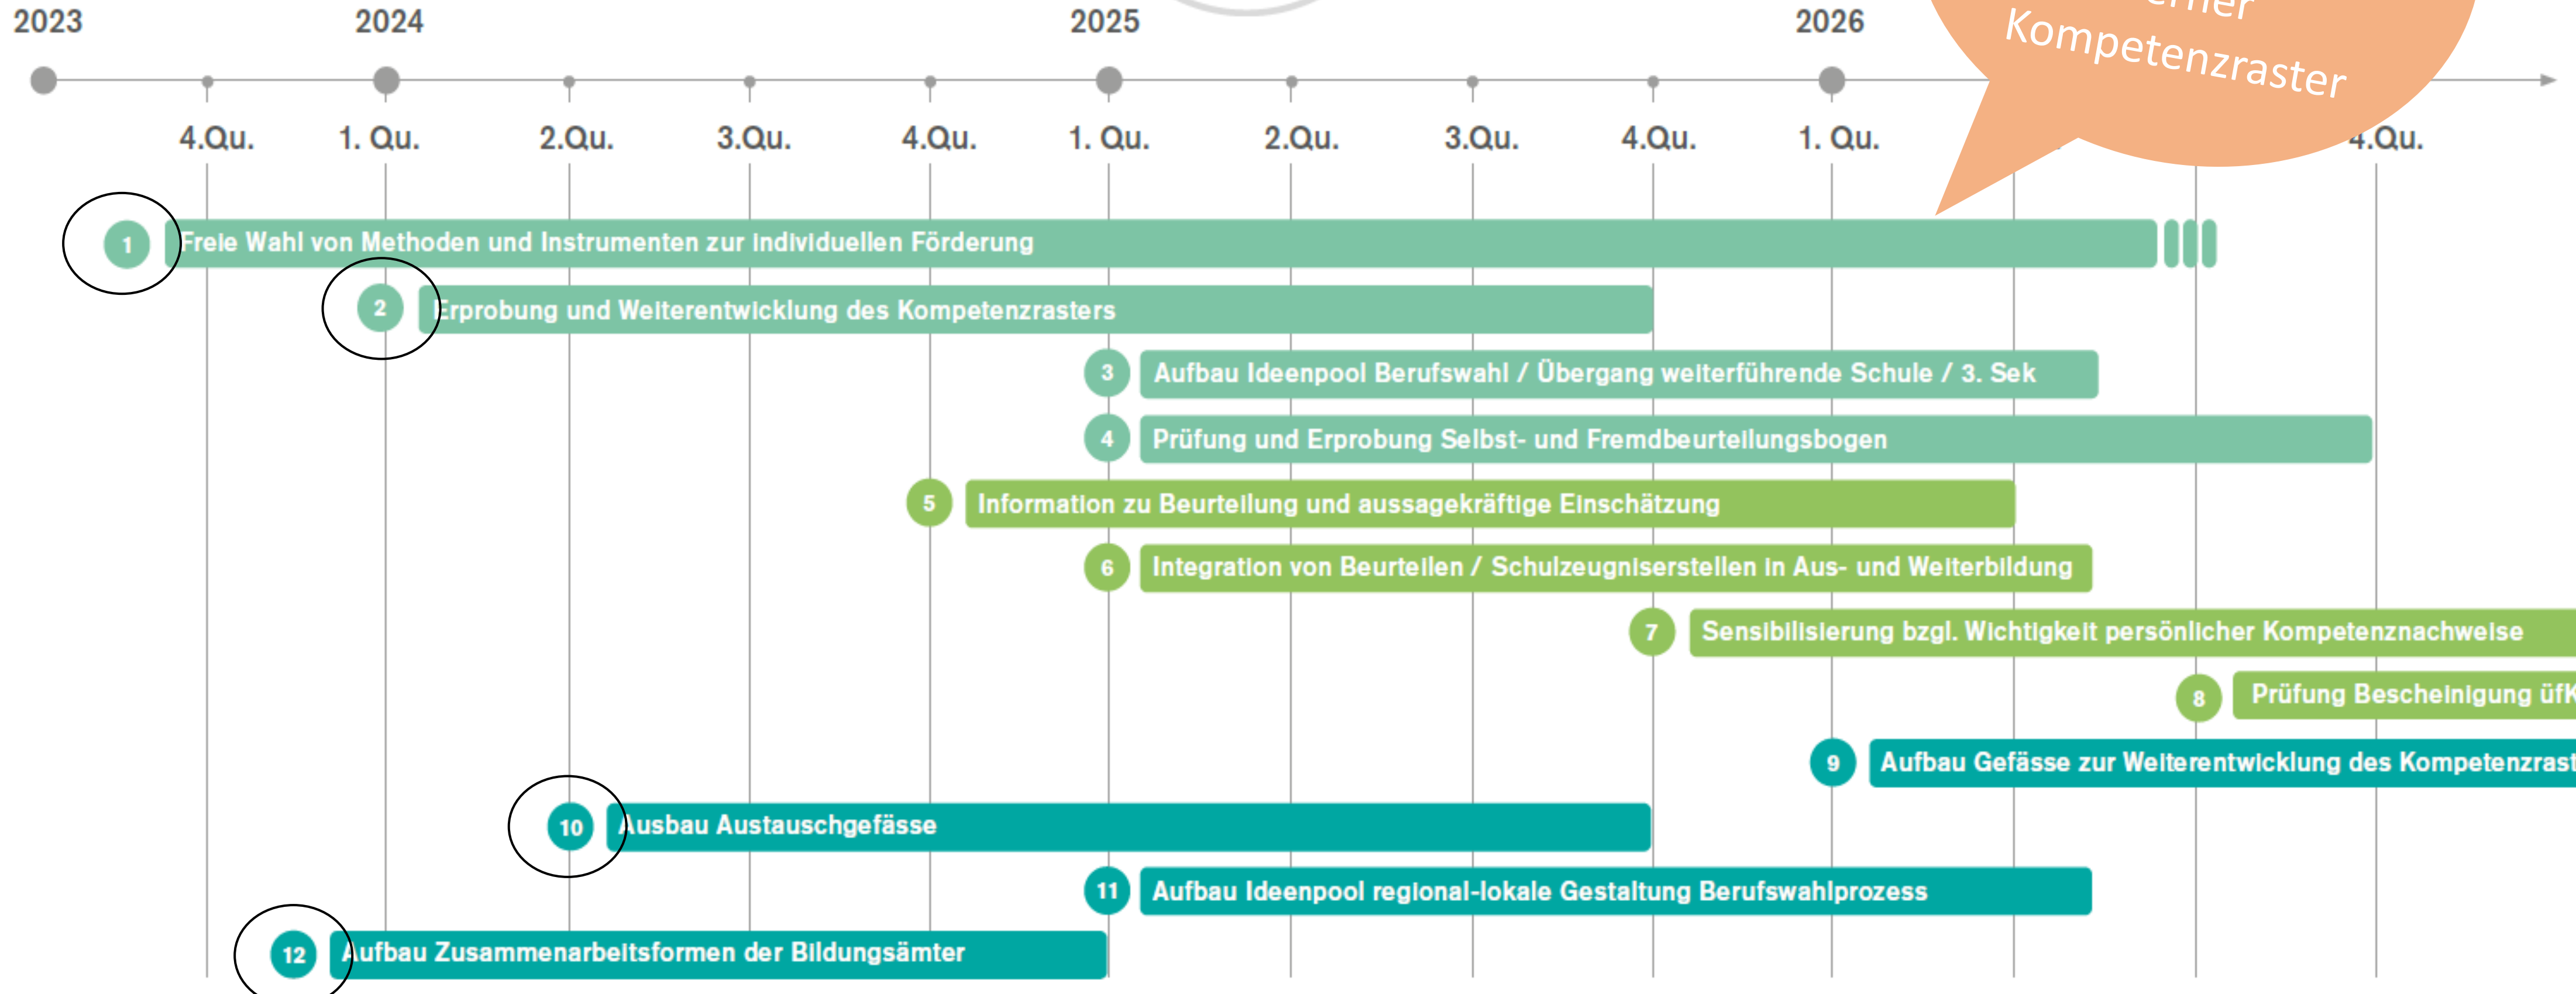 2023 2024 2025 2026
Kompetenzraster
4.Qu. 1. Qu. 2.Qu. 3.Qu. 4.Qu. 1. Qu. 2.Qu. 3.Qu. 4.Qu. 1. Qu. 4.Qu.
1 Freie Wahl von Methoden und Instrumenten zur individuellen Förderung
2 Erprobung und Weiterentwicklung des Kompetenzrasters
3 Aufbau Ideenpool Berufswahl / Übergang weiterführende Schule / 3. Sek
4 Prüfung und Erprobung Selbst- und Fremdbeurteilungsbogen
5 Information zu Beurteilung und aussagekräftige Einschätzung
6 Integration von Beurteilen / Schulzeugniserstellen in Aus- und Weiterbildung
7 Sensibilisierung bzgl. Wichtigkeit persönlicher Kompetenznachweise
8 Prüfung Bescheinigung üfK
9 Aufbau Gefässe zur Weiterentwicklung des Kompetenzrast
10 Ausbau Austauschgefässe
11 Aufbau Ideenpool regional-lokale Gestaltung Berufswahlprozess
12 Aufbau Zusammenarbeitsformen der Bildungsämter